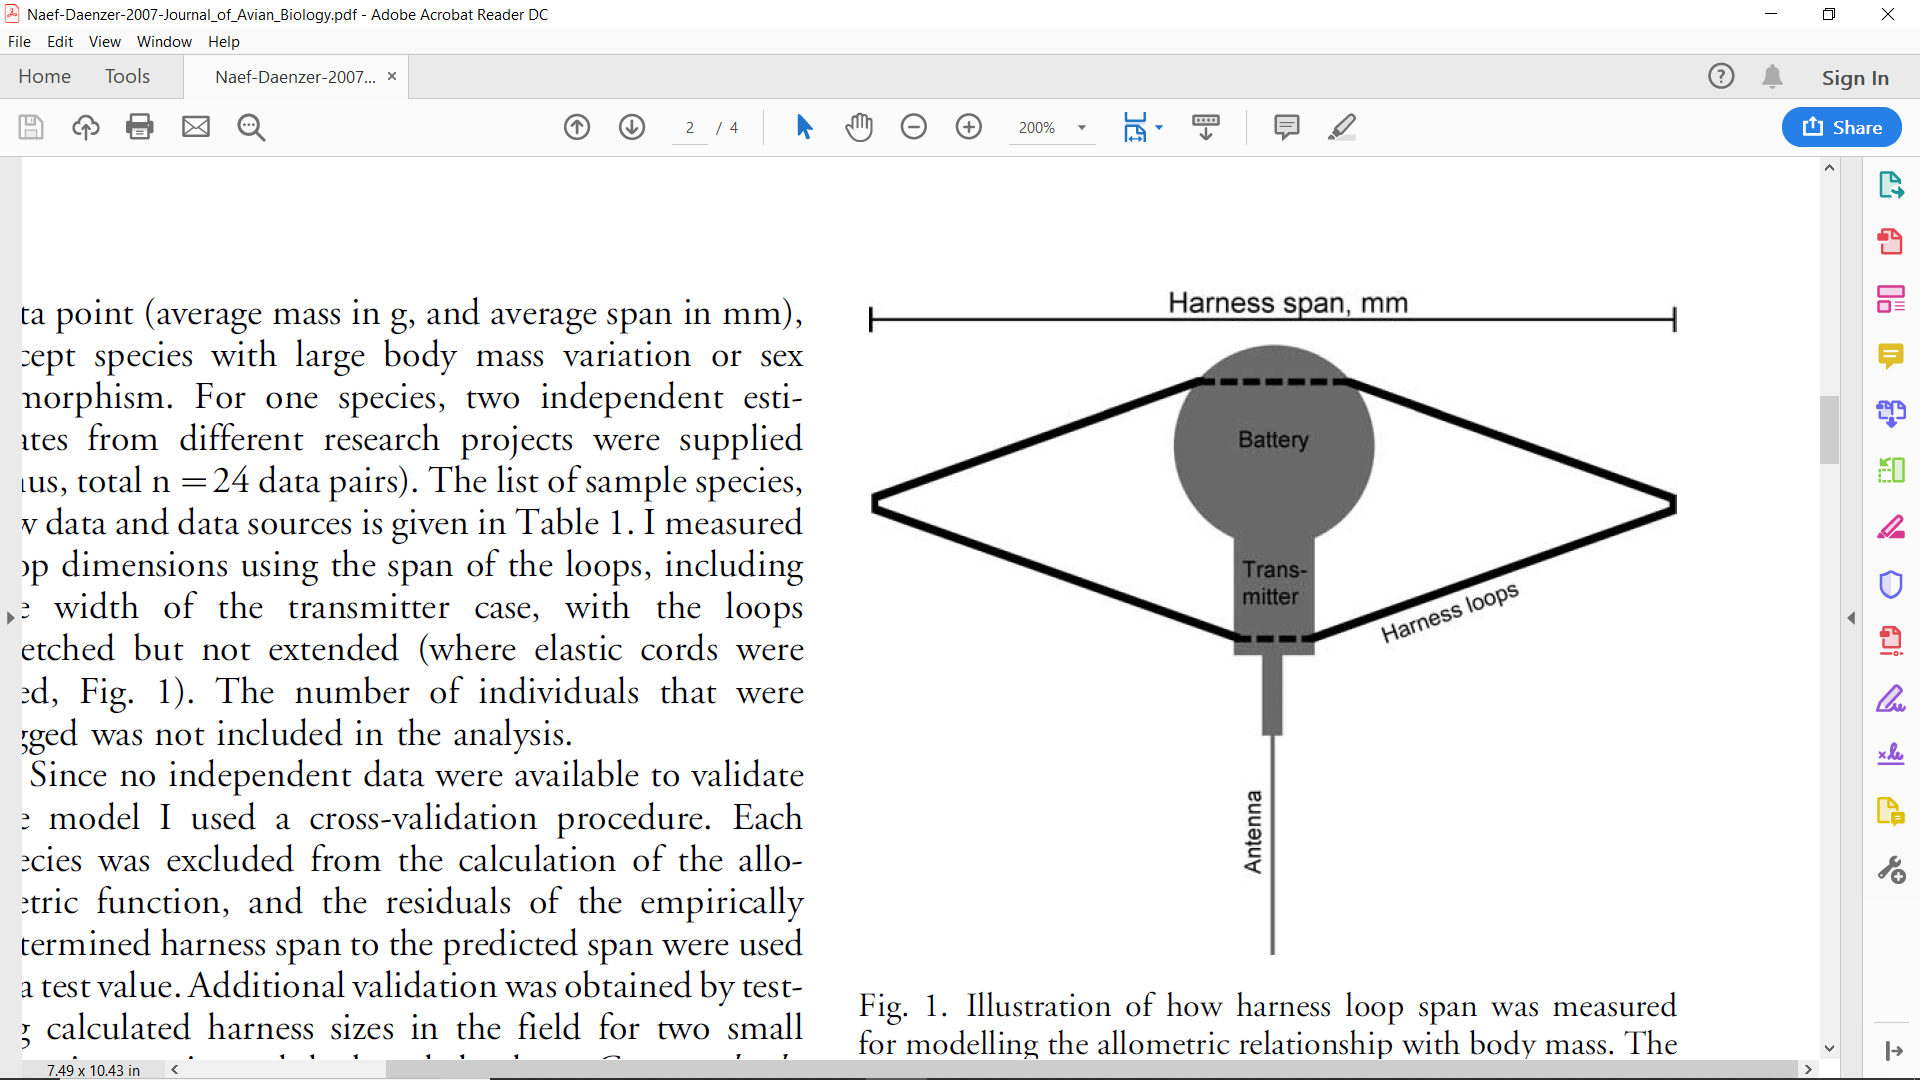 Naef-Daenzer-2007-Journal_of_Avian_Biology.pdf - Adobe Acrobat Reader DC
File Edit View Window Help
Home Tools Naef-Daenzer-2007... × Sign In
2 / 4 200% Share
ta point (average mass in g, and average span in mm),
cept species with large body mass variation or sex
morphism. For one species, two independent esti-
ates from different research projects were supplied
us, total n = 24 data pairs). The list of sample species,
w data and data sources is given in Table 1. I measured
op dimensions using the span of the loops, including
e width of the transmitter case, with the loops
etched but not extended (where elastic cords were
ed, Fig. 1). The number of individuals that were
gged was not included in the analysis.
Since no independent data were available to validate
e model I used a cross-validation procedure. Each
ecies was excluded from the calculation of the allo-
etric function, and the residuals of the empirically
termined harness span to the predicted span were used
a test value. Additional validation was obtained by test-
g calculated harness sizes in the field for two small
Harness span, mm
Battery
Trans-
mitter
Harness loops
Antenna
Fig. 1. Illustration of how harness loop span was measured
for modelling the allometric relationship with body mass. The
7.49 x 10.43 in